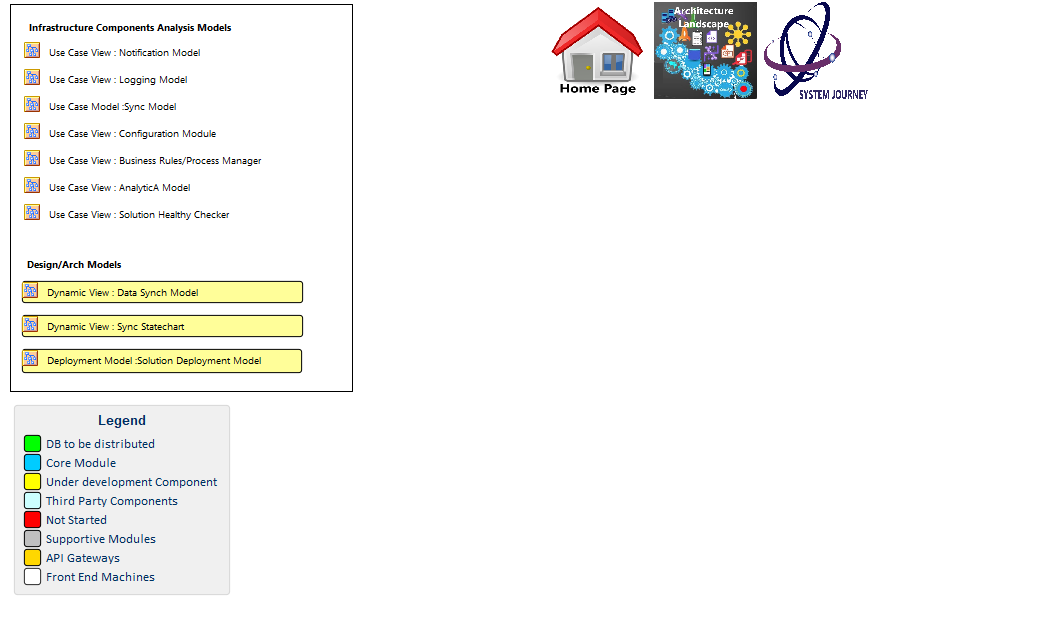 Infrastructure Components Analysis Models
Use Case View : Notification Model
Use Case View : Logging Model
Use Case Model :Sync Model
Use Case View : Configuration Module
Use Case View : Business Rules/Process Manager
Use Case View : AnalyticA Model
Use Case View : Solution Healthy Checker
Design/Arch Models
Dynamic View : Data Synch Model
Dynamic View : Sync Statechart
Deployment Model :Solution Deployment Model
Home Page
Architecture
Landscape
SYSTEM JOURNEY
Legend
DB to be distributed
Core Module
Under development Component
Third Party Components
Not Started
Supportive Modules
API Gateways
Front End Machines